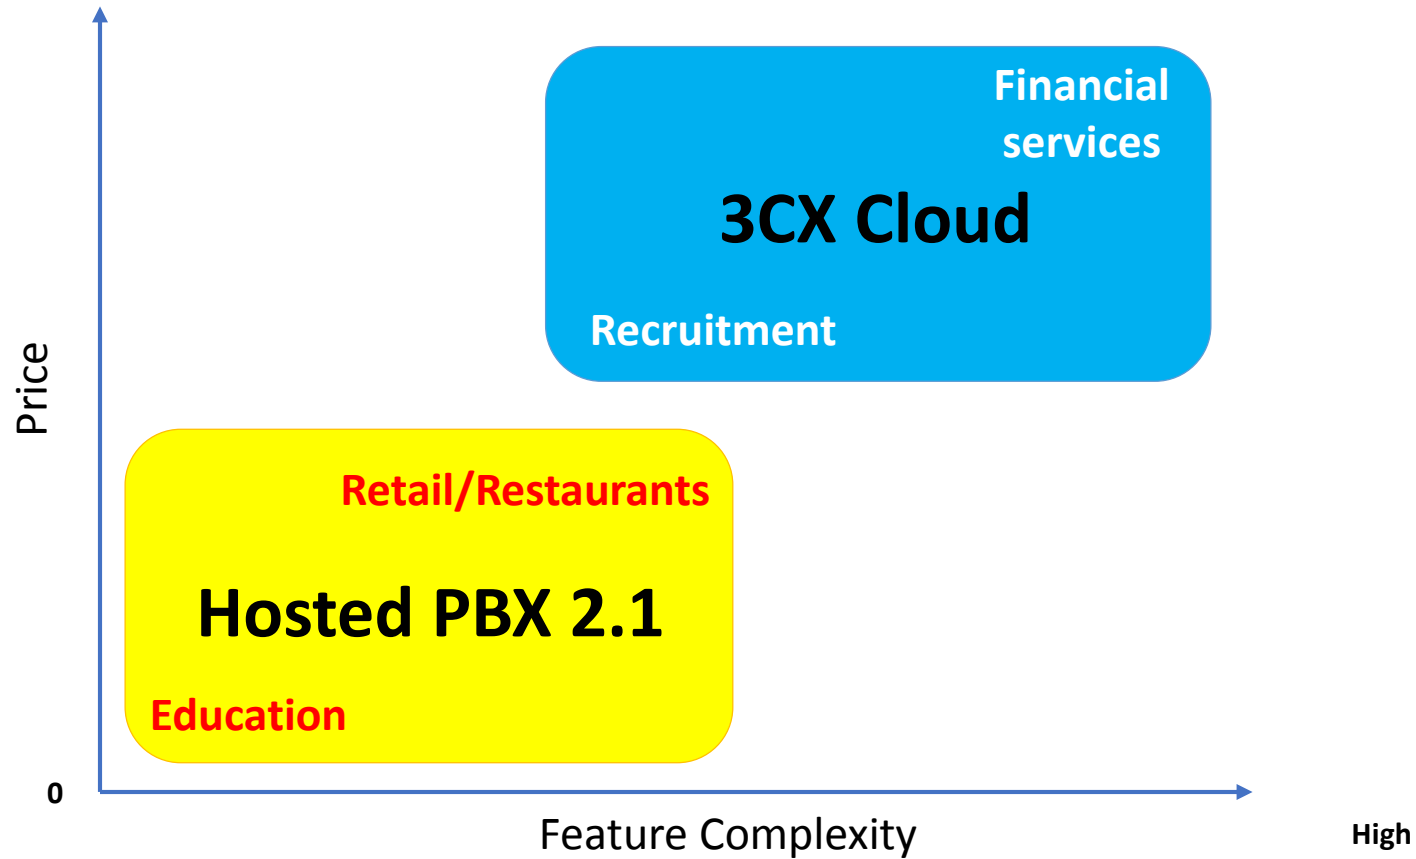 Financial
services
3CX Cloud
Recruitment
Price
Retail/Restaurants
Hosted PBX 2.1
Education
0
Feature Complexity
High